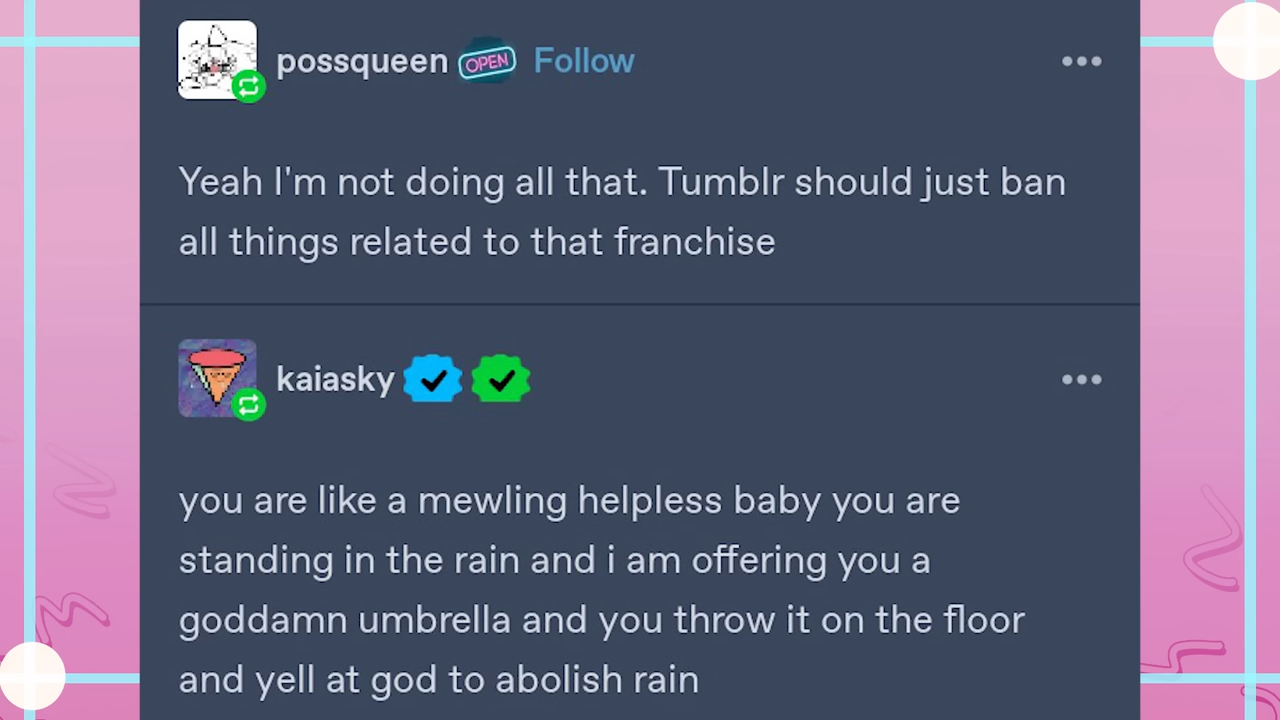 possqueen OPEN Follow
Yeah I'm not doing all that. Tumblr should just ban
all things related to that franchise
kaiasky
you are like a mewling helpless baby you are
standing in the rain and i am offering you a
goddamn umbrella and you throw it on the floor
and yell at god to abolish rain